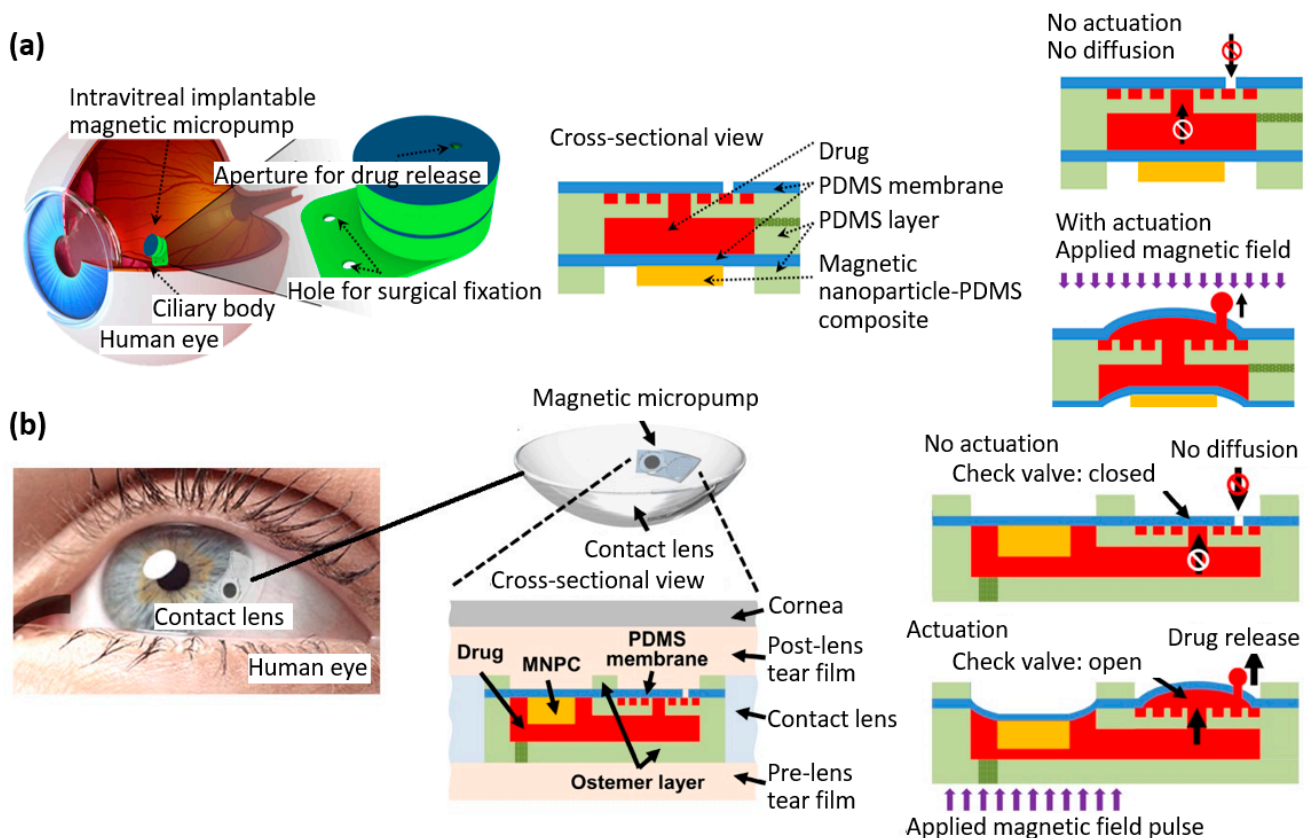 (a)
Intravitreal implantable
magnetic micropump
Aperture for drug release
Hole for surgical fixation
Ciliary body
Human eye
Cross-sectional view
Drug
PDMS membrane
PDMS layer
Magnetic
nanoparticle-PDMS
composite
No actuation
No diffusion
With actuation
Applied magnetic field
(b)
Contact lens
Human eye
Magnetic micropump
Contact lens
Cross-sectional view
Cornea
Post-lens
tear film
Contact lens
Pre-lens
tear film
Drug
MNPC
PDMS
membrane
Ostemer layer
No actuation
Check valve: closed
No diffusion
Actuation
Check valve: open
Drug release
Applied magnetic field pulse